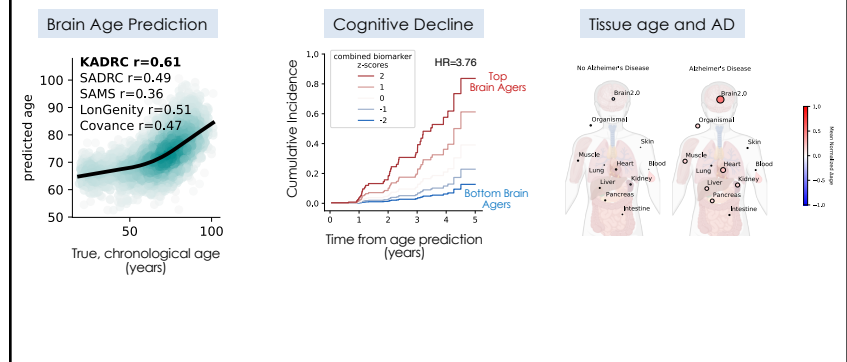 Brain Age Prediction
KADRC r=0.61
SADRC r=0.49
SAMS r=0.36
LonGenity r=0.51
Covance r=0.47
100
90
80
70
60
50
predicted age
50
100
True, chronological age
(years)
Cognitive Decline
combined biomarker
z-scores
2
1
0
-1
-2
HR=3.76
Top
Brain Agers
Bottom Brain
Agers
1,0
0.8
0.6
0.4
0.2
0.0
Cumulative Incidence
0
1
2
3
4
5
Time from age prediction
(years)
Tissue age and AD
No Alzheimer's Disease
Brain2.0
Organismal
Skin
Muscle
Lung
Heart
Blood
Liver
Kidney
Pancreas
Intestine
Alzheimer's Disease
Brain2.0
Organismal
Skin
Muscle
Lung
Heart
Blood
Liver
Kidney
Pancreas
Intestine
1.0
0.5
0.0
−0.5
−1.0
Mean Normalized Δage